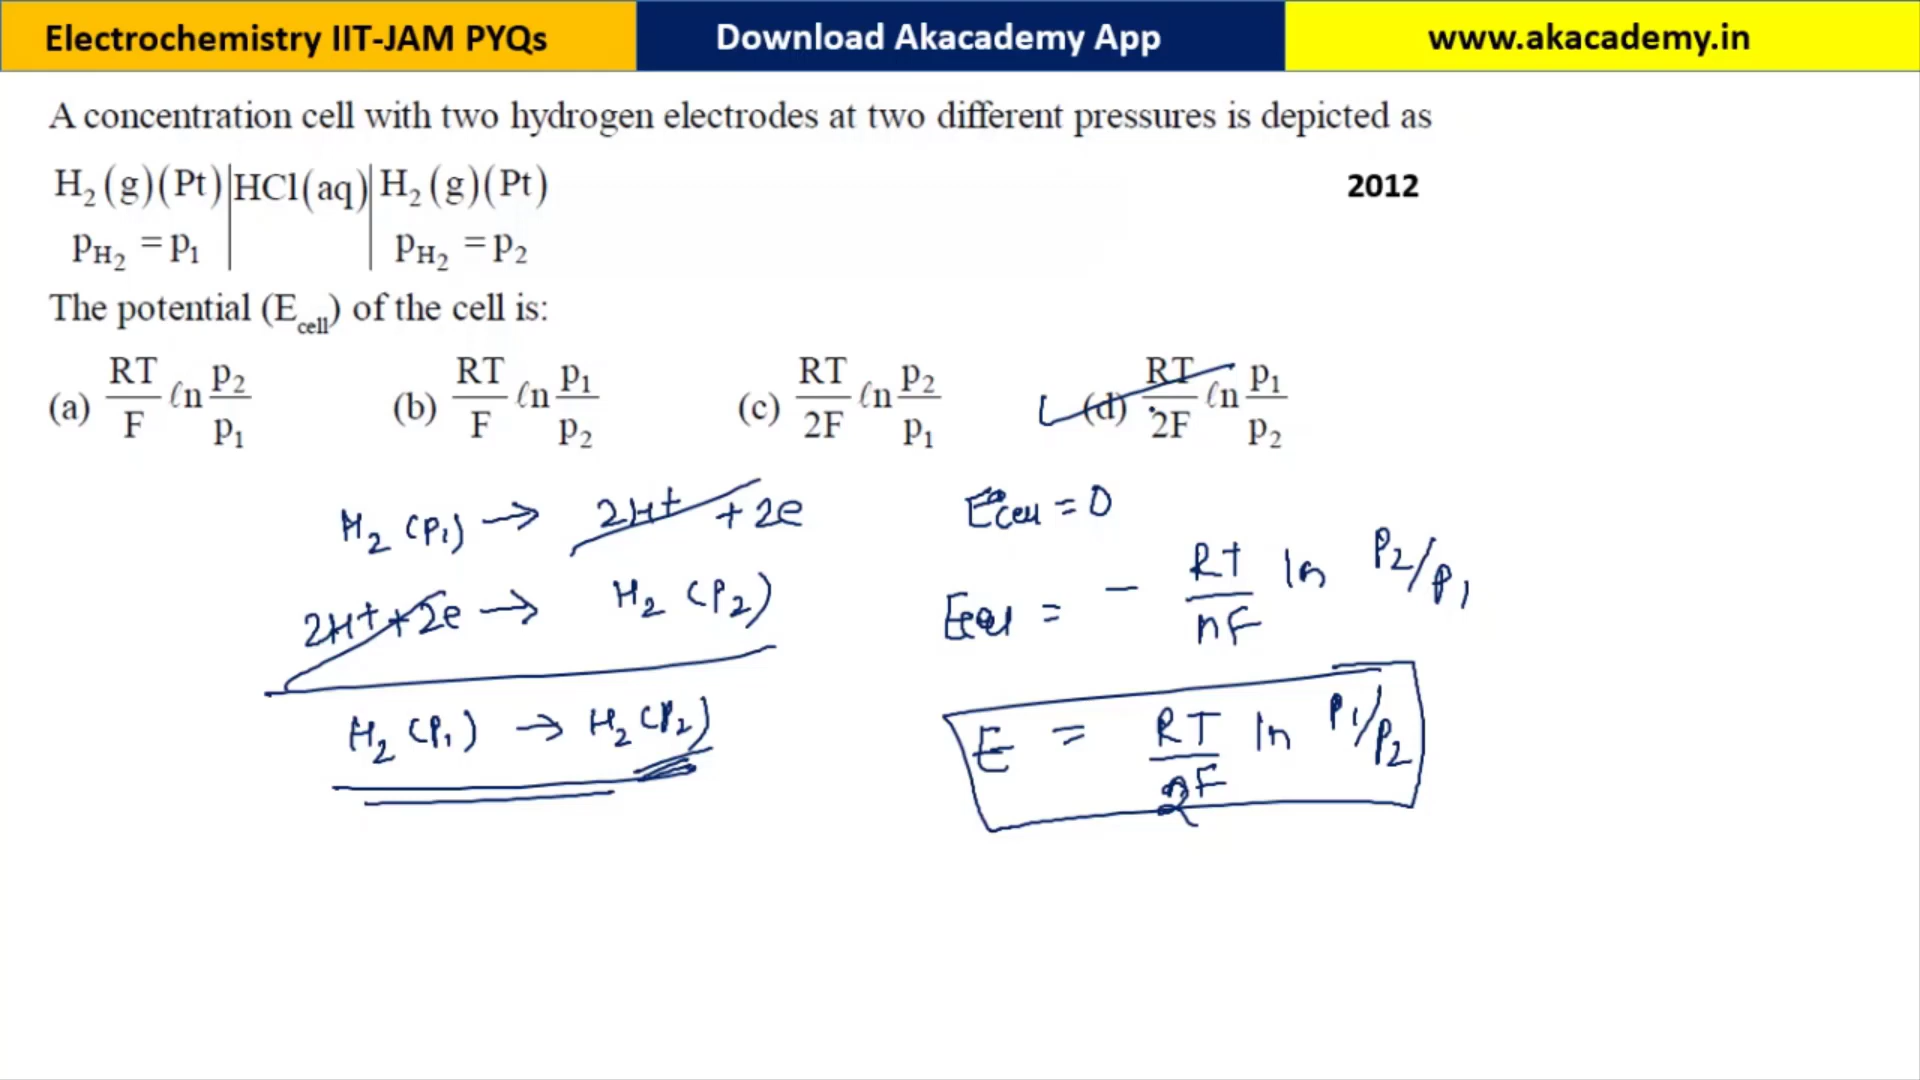 Electrochemistry IIT-JAM PYQs Download Akacademy App www.akacademy.in
A concentration cell with two hydrogen electrodes at two different pressures is depicted as
H₂(g)(Pt)|HCl(aq)|H₂(g)(Pt) 2012
p_H₂ = p₁ p_H₂ = p₂
The potential (E_cell) of the cell is:
(a) RT/F ℓn p₂/p₁ (b) RT/F ℓn p₁/p₂ (c) RT/2F ℓn p₂/p₁ (d) RT/2F ℓn p₁/p₂
H₂ (P₁) → 2H⁺ + 2e E°cell = 0
2H⁺ + 2e → H₂ (P₂) Ecell = - RT/nF ln P₂/P₁
H₂ (P₁) → H₂ (P₂) E = RT/2F ln P₁/P₂